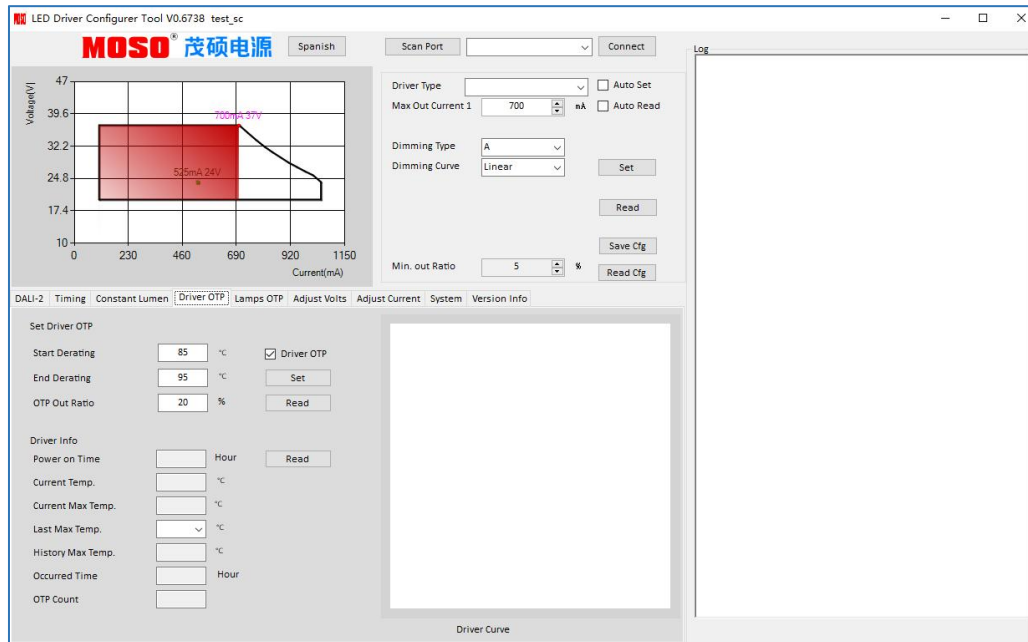 LED Driver Configurer Tool V0.6738 test_sc
MOSO® 茂硕电源
Spanish
Scan Port
Connect
Log
Voltage[V]
47
39.6
32.2
24.8
17.4
10
700mA 37V
525mA 24V
0 230 460 690 920 1150
Current(mA)
Driver Type
Auto Set
Max Out Current 1 700 mA
Auto Read
Dimming Type A
Dimming Curve Linear
Set
Read
Save Cfg
Min. out Ratio 5 %
Read Cfg
DALI-2 Timing Constant Lumen Driver OTP Lamps OTP Adjust Volts Adjust Current System Version Info
Set Driver OTP
Start Derating 85 °C Driver OTP
End Derating 95 °C Set
OTP Out Ratio 20 % Read
Driver Info
Power on Time Hour Read
Current Temp. °C
Current Max Temp. °C
Last Max Temp. °C
History Max Temp. °C
Occurred Time Hour
OTP Count
Driver Curve